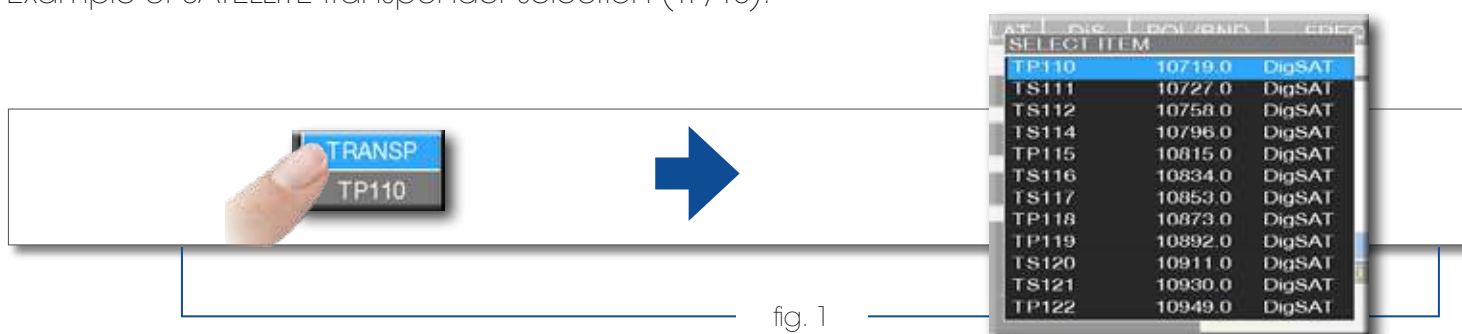 TRANSP
TP110
SELECT ITEM
TP110 10719.0 DigSAT
TS111 10727.0 DigSAT
TS112 10758.0 DigSAT
TS114 10796.0 DigSAT
TP115 10815.0 DigSAT
TS116 10834.0 DigSAT
TS117 10853.0 DigSAT
TP118 10873.0 DigSAT
TP119 10892.0 DigSAT
TS120 10911.0 DigSAT
TS121 10930.0 DigSAT
TP122 10949.0 DigSAT
fig. 1